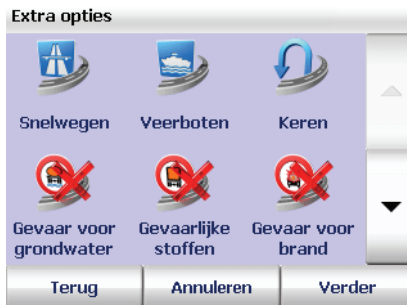 Extra opties
Snelwegen Veerboten Keren
Gevaar voor Gevaarlijke Gevaar voor
grondwater stoffen brand
Terug Annuleren Verder